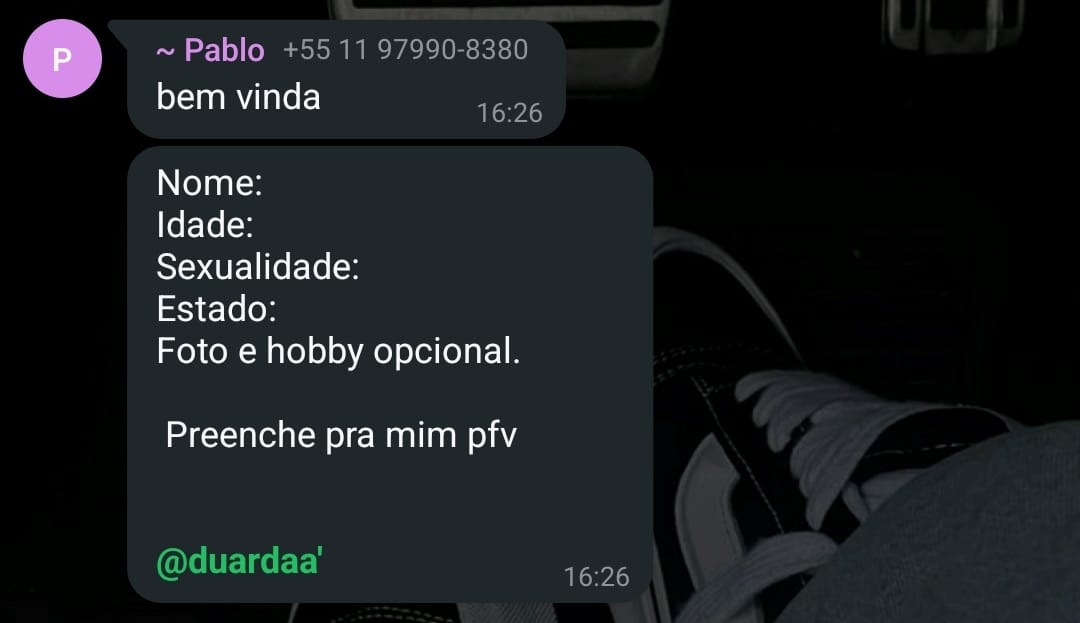 P
~ Pablo +55 11 97990-8380
bem vinda
16:26
Nome:
Idade:
Sexualidade:
Estado:
Foto e hobby opcional.
Preenche pra mim pfv
@duardaa'
16:26